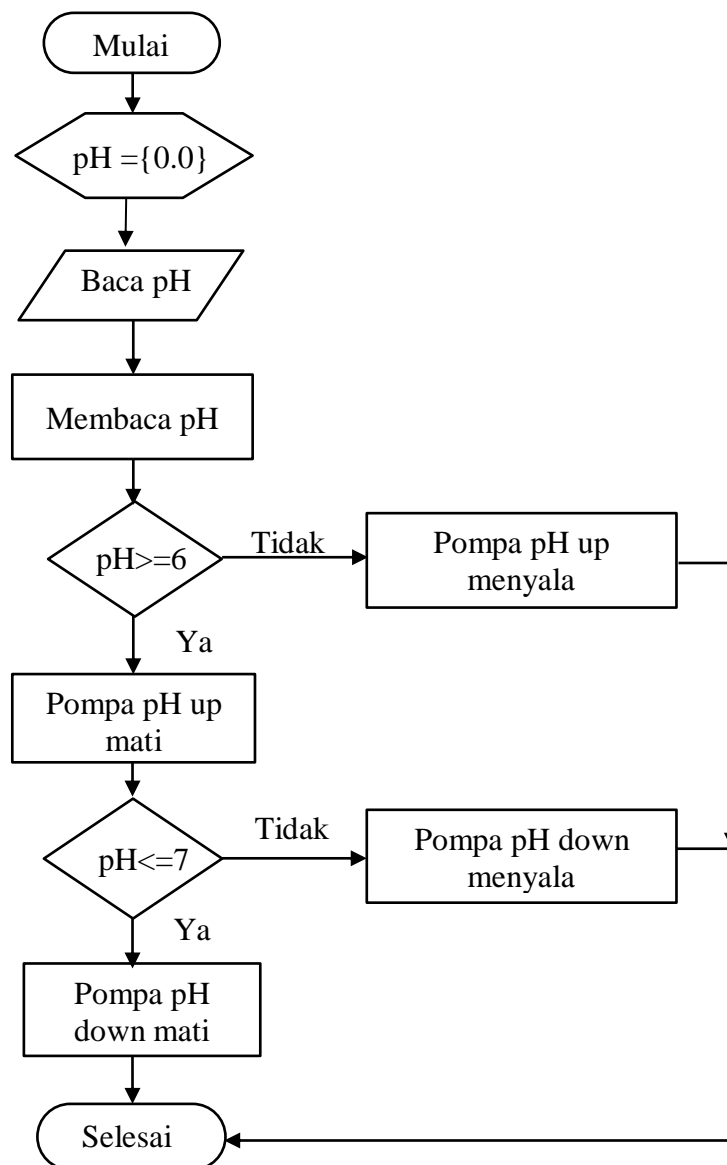 Mulai
pH ={0.0}
Baca pH
Membaca pH
pH>=6
Tidak
Pompa pH up
menyala
Ya
Pompa pH up
mati
pH<=7
Tidak
Pompa pH down
menyala
Ya
Pompa pH
down mati
Selesai